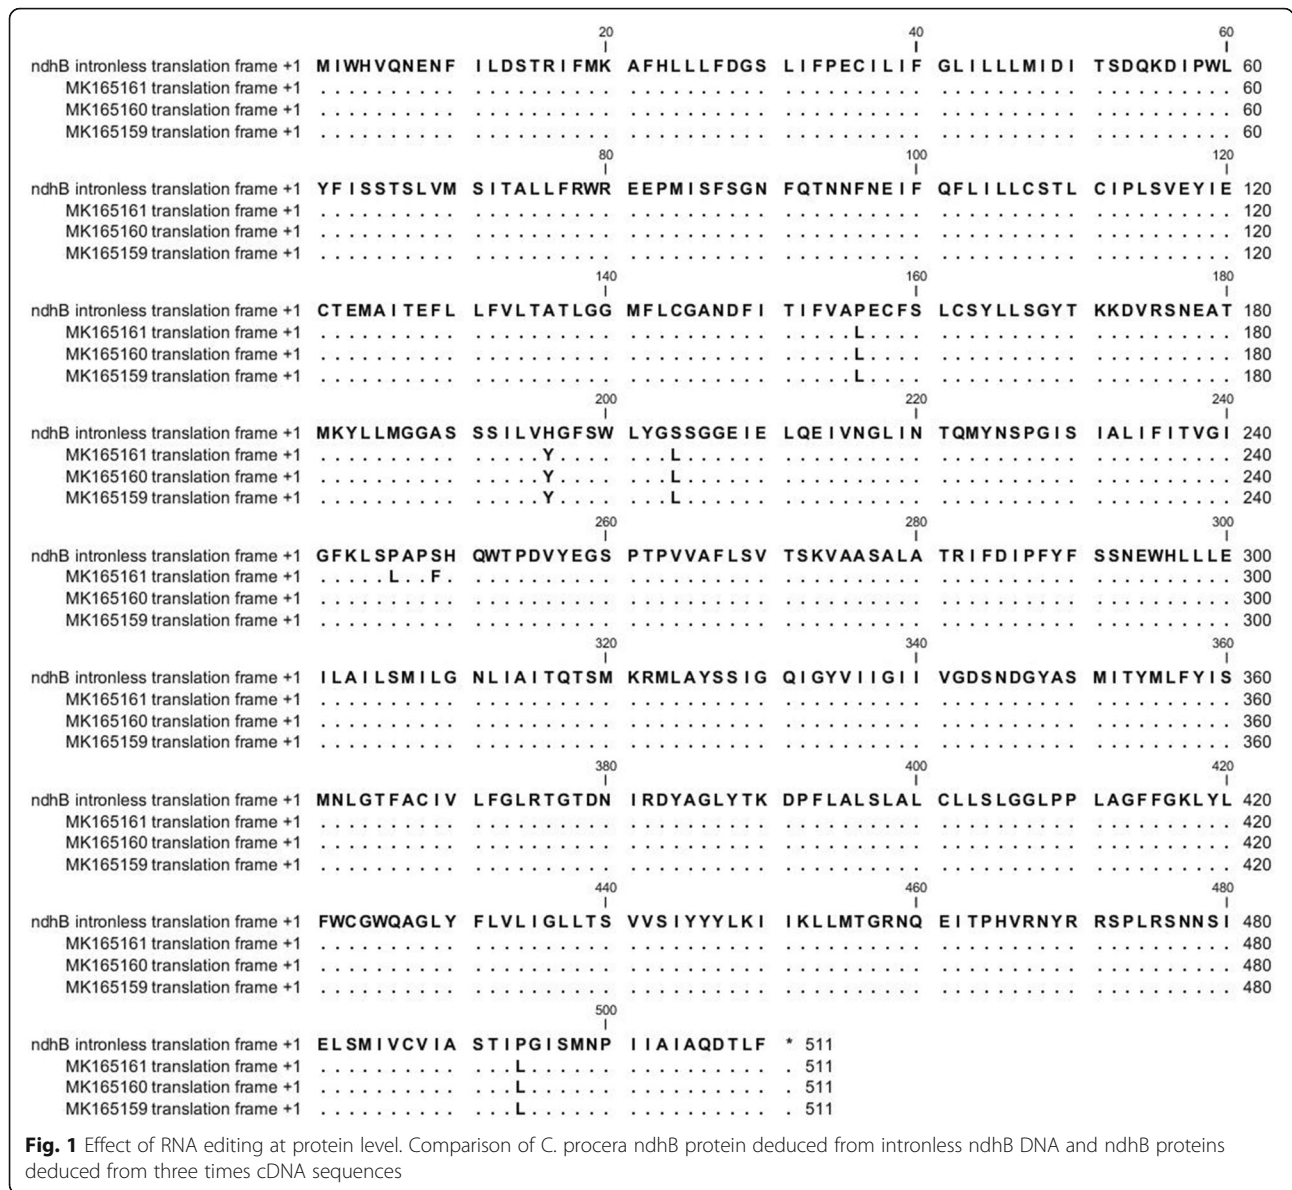 20 40 60
ndhB intronless translation frame +1 MIWHVQNENF ILDSTRIFMK AFHLLLFDGS LIFPECILIF GLILLLMIDI TSDQKDIPWL 60
MK165161 translation frame +1 .......... .......... .......... .......... .......... .......... 60
MK165160 translation frame +1 .......... .......... .......... .......... .......... .......... 60
MK165159 translation frame +1 .......... .......... .......... .......... .......... .......... 60
80 100 120
ndhB intronless translation frame +1 YFISSTSLVM SITALLFRWR EEPMISFSGN FQTNNFNEIF QFLILLCSTL CIPLSVEYIE 120
MK165161 translation frame +1 .......... .......... .......... .......... .......... .......... 120
MK165160 translation frame +1 .......... .......... .......... .......... .......... .......... 120
MK165159 translation frame +1 .......... .......... .......... .......... .......... .......... 120
140 160 180
ndhB intronless translation frame +1 CTEMAITEFL LFVLTATLGG MFLCGANDFI TIFVAPECFS LCSYLLSGYT KKDVRSNEAT 180
MK165161 translation frame +1 .......... .......... .......... .....L.... .......... .......... 180
MK165160 translation frame +1 .......... .......... .......... .....L.... .......... .......... 180
MK165159 translation frame +1 .......... .......... .......... .....L.... .......... .......... 180
200 220 240
ndhB intronless translation frame +1 MKYLLMGGAS SSILVHGFSW LYGSSGGEIE LQEIVNGLIN TQMYNSPGIS IALIFITVGI 240
MK165161 translation frame +1 .......... .....Y.... ....L..... .......... .......... .......... 240
MK165160 translation frame +1 .......... .....Y.... ....L..... .......... .......... .......... 240
MK165159 translation frame +1 .......... .....Y.... ....L..... .......... .......... .......... 240
260 280 300
ndhB intronless translation frame +1 GFKLSPAPSH QWTPDVYEGS PTPVVAFLSV TSKVAASALA TRIFDIPFYF SSNEWHLLLE 300
MK165161 translation frame +1 .....L..F. .......... .......... .......... .......... .......... 300
MK165160 translation frame +1 .......... .......... .......... .......... .......... .......... 300
MK165159 translation frame +1 .......... .......... .......... .......... .......... .......... 300
320 340 360
ndhB intronless translation frame +1 ILAILSMILG NLIAITQTSM KRMLAYSSIG QIGYVIIGII VGDSNDGYAS MITYMLFYIS 360
MK165161 translation frame +1 .......... .......... .......... .......... .......... .......... 360
MK165160 translation frame +1 .......... .......... .......... .......... .......... .......... 360
MK165159 translation frame +1 .......... .......... .......... .......... .......... .......... 360
380 400 420
ndhB intronless translation frame +1 MNLGTFACIV LFGLRTGTDN IRDYAGLYTK DPFLALSLAL CLLSLGGLPP LAGFFGKLYL 420
MK165161 translation frame +1 .......... .......... .......... .......... .......... .......... 420
MK165160 translation frame +1 .......... .......... .......... .......... .......... .......... 420
MK165159 translation frame +1 .......... .......... .......... .......... .......... .......... 420
440 460 480
ndhB intronless translation frame +1 FWCGWQAGLY FLVLIGLLTS VVSIYYYLKI IKLLMTGRNQ EITPHVRNYR RSPLRSNNSI 480
MK165161 translation frame +1 .......... .......... .......... .......... .......... .......... 480
MK165160 translation frame +1 .......... .......... .......... .......... .......... .......... 480
MK165159 translation frame +1 .......... .......... .......... .......... .......... .......... 480
500
ndhB intronless translation frame +1 ELSMIVCVIA STIPGISMNP IIAIAQDTLF * 511
MK165161 translation frame +1 .......... ...L...... .......... . 511
MK165160 translation frame +1 .......... ...L...... .......... . 511
MK165159 translation frame +1 .......... ...L...... .......... . 511
Fig. 1 Effect of RNA editing at protein level. Comparison of C. procera ndhB protein deduced from intronless ndhB DNA and ndhB proteins
deduced from three times cDNA sequences